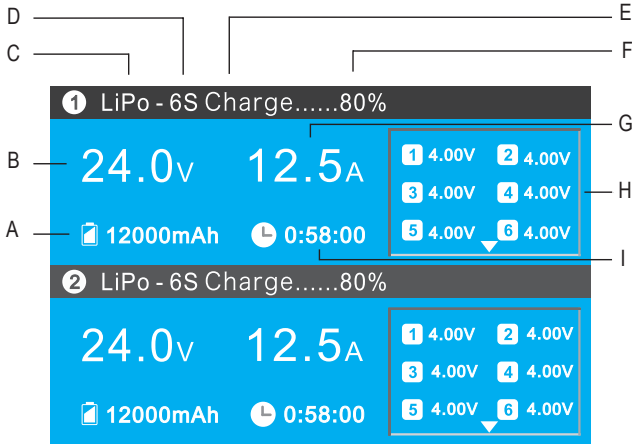 D E
C F
1 LiPo - 6S Charge......80%
G
B 24.0V 12.5A 1 4.00V 2 4.00V
3 4.00V 4 4.00V H
A 12000mAh 0:58:00 5 4.00V 6 4.00V
I
2 LiPo - 6S Charge......80%
24.0V 12.5A 1 4.00V 2 4.00V
3 4.00V 4 4.00V
12000mAh 0:58:00 5 4.00V 6 4.00V